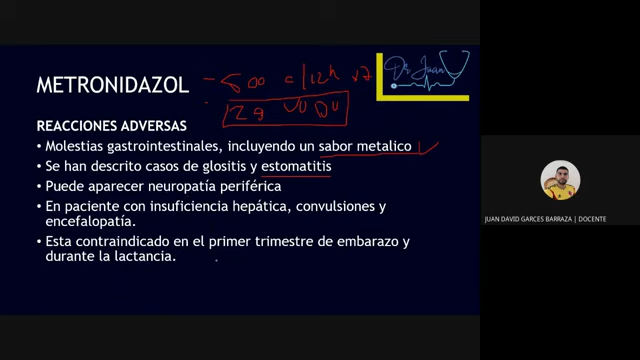 METRONIDAZOL
- 500 c/12h x7
2g VO DU
Dr. Juan
REACCIONES ADVERSAS
• Molestias gastrointestinales, incluyendo un sabor metalico
• Se han descrito casos de glositis y estomatitis
• Puede aparecer neuropatía periférica
• En paciente con insuficiencia hepática, convulsiones y
encefalopatía.
• Esta contraindicado en el primer trimestre de embarazo y
durante la lactancia.
JUAN DAVID GARCES BARRAZA | DOCENTE